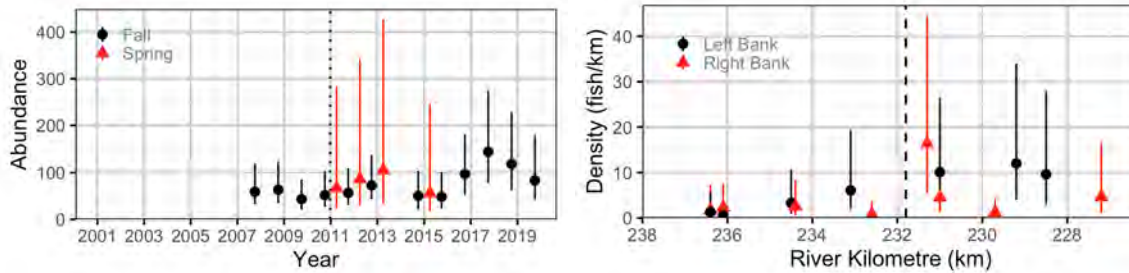 400
300
200
100
0
Abundance
Fall
Spring
2001 2003 2005 2007 2009 2011 2013 2015 2017 2019
Year
40
30
20
10
0
Density (fish/km)
Left Bank
Right Bank
238 236 234 232 230 228
River Kilometre (km)